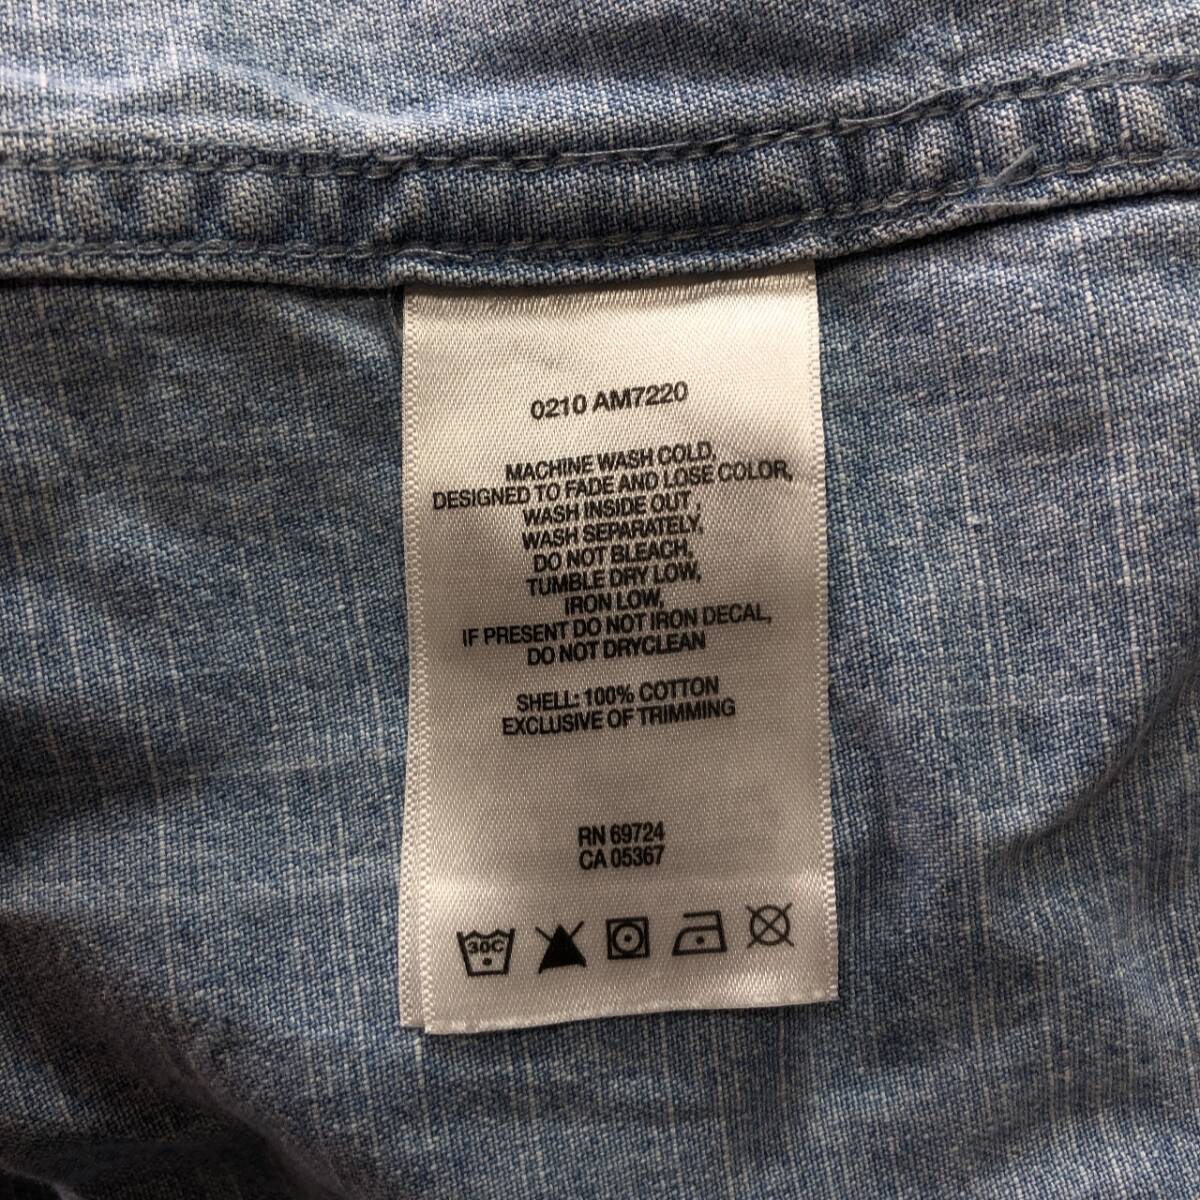 0210 AM7220
MACHINE WASH COLD,
DESIGNED TO FADE AND LOSE COLOR,
WASH INSIDE OUT ,
WASH SEPARATELY,
DO NOT BLEACH,
TUMBLE DRY LOW,
IRON LOW,
IF PRESENT DO NOT IRON DECAL,
DO NOT DRYCLEAN
SHELL: 100% COTTON
EXCLUSIVE OF TRIMMING
RN 69724
CA 05367
30C